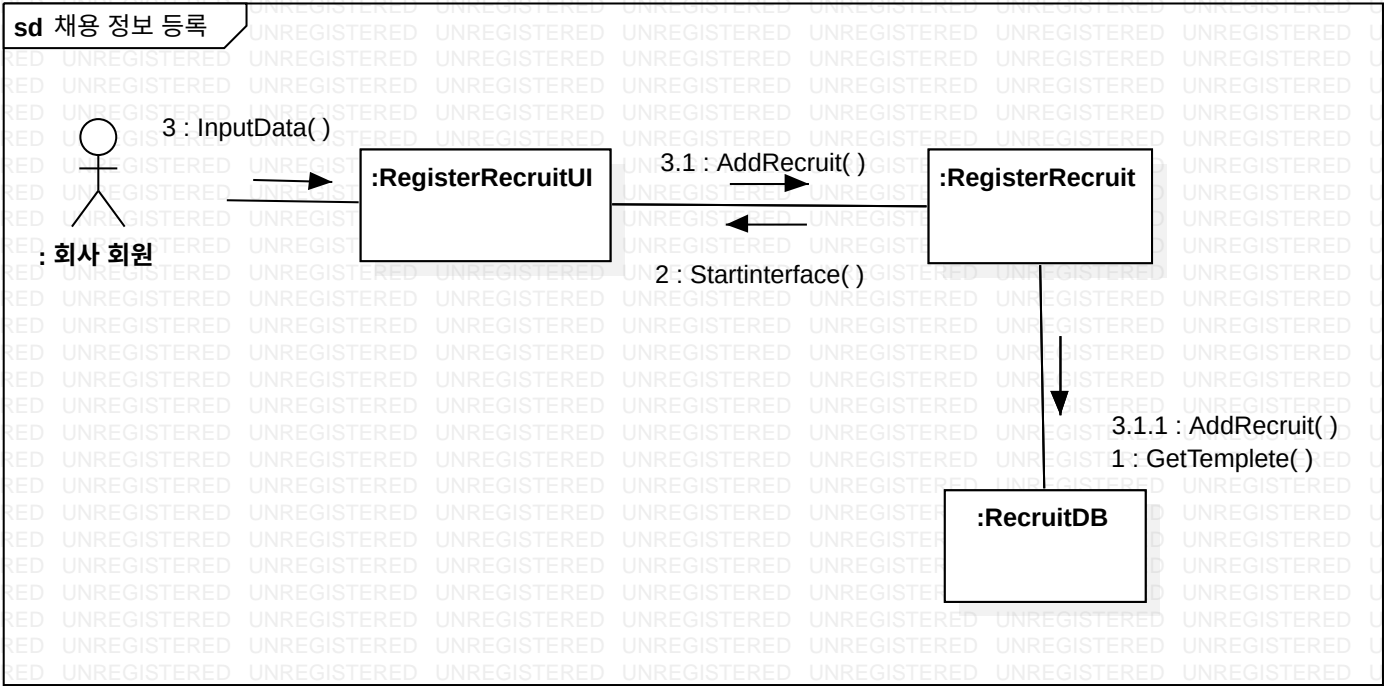 sd 채용 정보 등록
3 : InputData( )
3.1 : AddRecruit( )
:RegisterRecruitUI
:RegisterRecruit
: 회사 회원
2 : Startinterface( )
3.1.1 : AddRecruit( )
1 : GetTemplete( )
:RecruitDB
UNREGISTERED